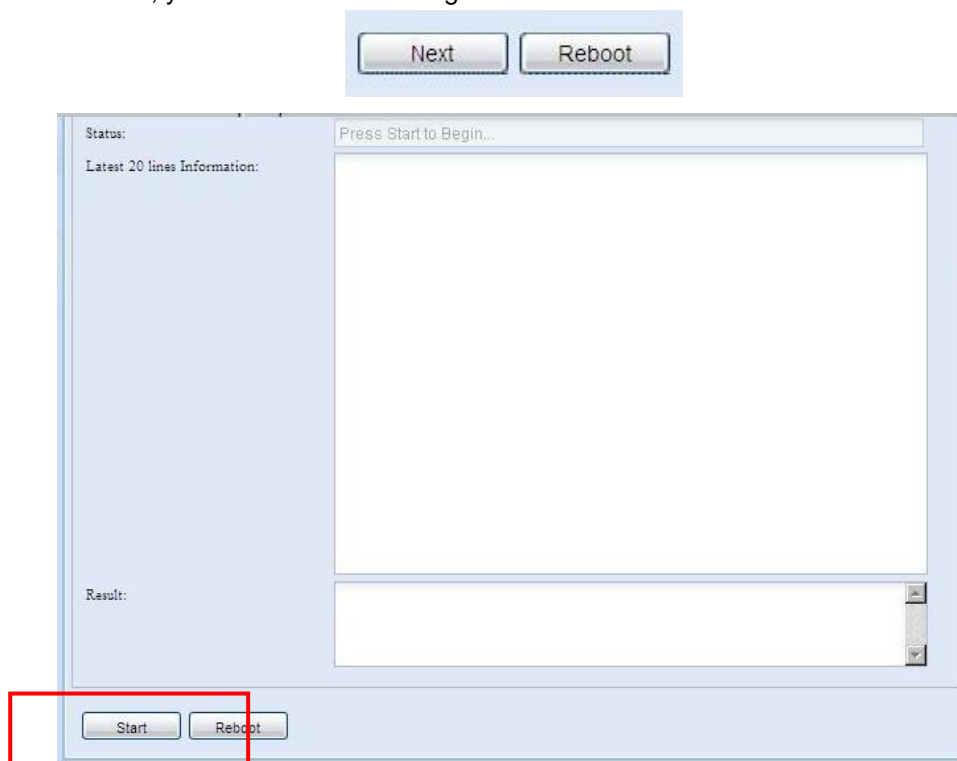 Next Reboot
Status: Press Start to Begin...
Latest 20 lines Information:
Result:
Start Reboot